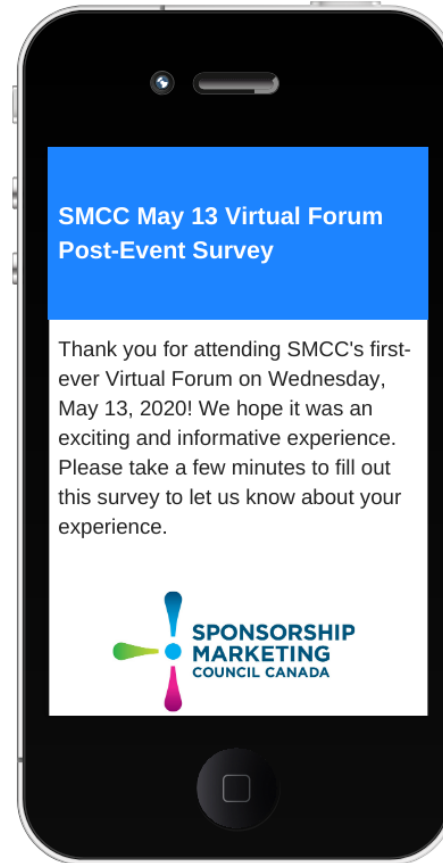 SMCC May 13 Virtual Forum
Post-Event Survey
Thank you for attending SMCC's first-
ever Virtual Forum on Wednesday,
May 13, 2020! We hope it was an
exciting and informative experience.
Please take a few minutes to fill out
this survey to let us know about your
experience.
SPONSORSHIP
MARKETING
COUNCIL CANADA